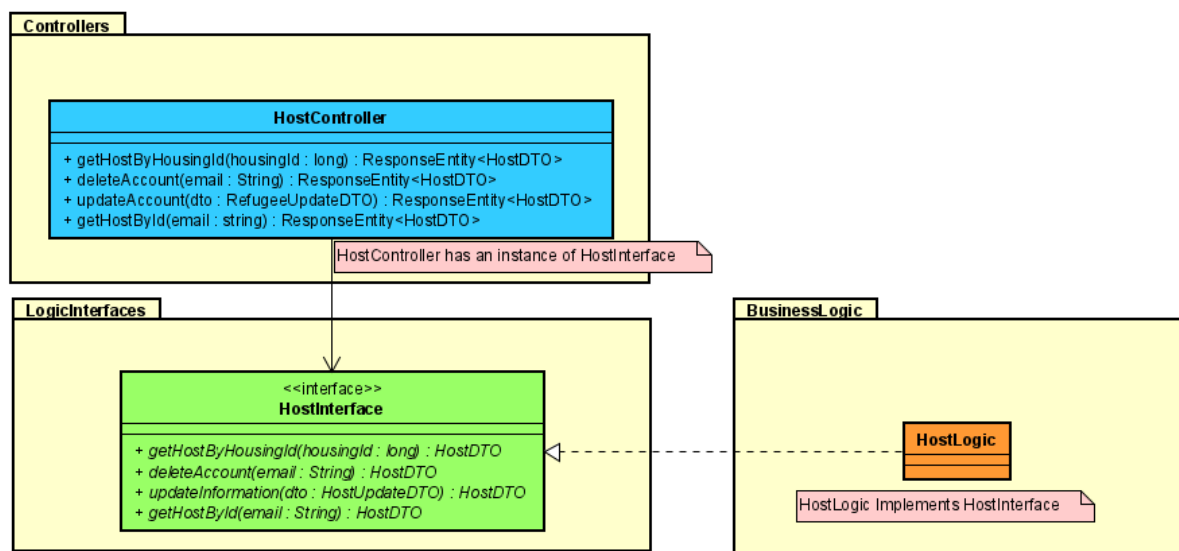 Controllers
HostController
+ getHostByHousingId(housingId : long) : ResponseEntity<HostDTO>
+ deleteAccount(email : String) : ResponseEntity<HostDTO>
+ updateAccount(dto : RefugeeUpdateDTO) : ResponseEntity<HostDTO>
+ getHostById(email : string) : ResponseEntity<HostDTO>
HostController has an instance of HostInterface
LogicInterfaces
<<interface>>
HostInterface
+ getHostByHousingId(housingId : long) : HostDTO
+ deleteAccount(email : String) : HostDTO
+ updateInformation(dto : HostUpdateDTO) : HostDTO
+ getHostById(email : String) : HostDTO
BusinessLogic
HostLogic
HostLogic Implements HostInterface